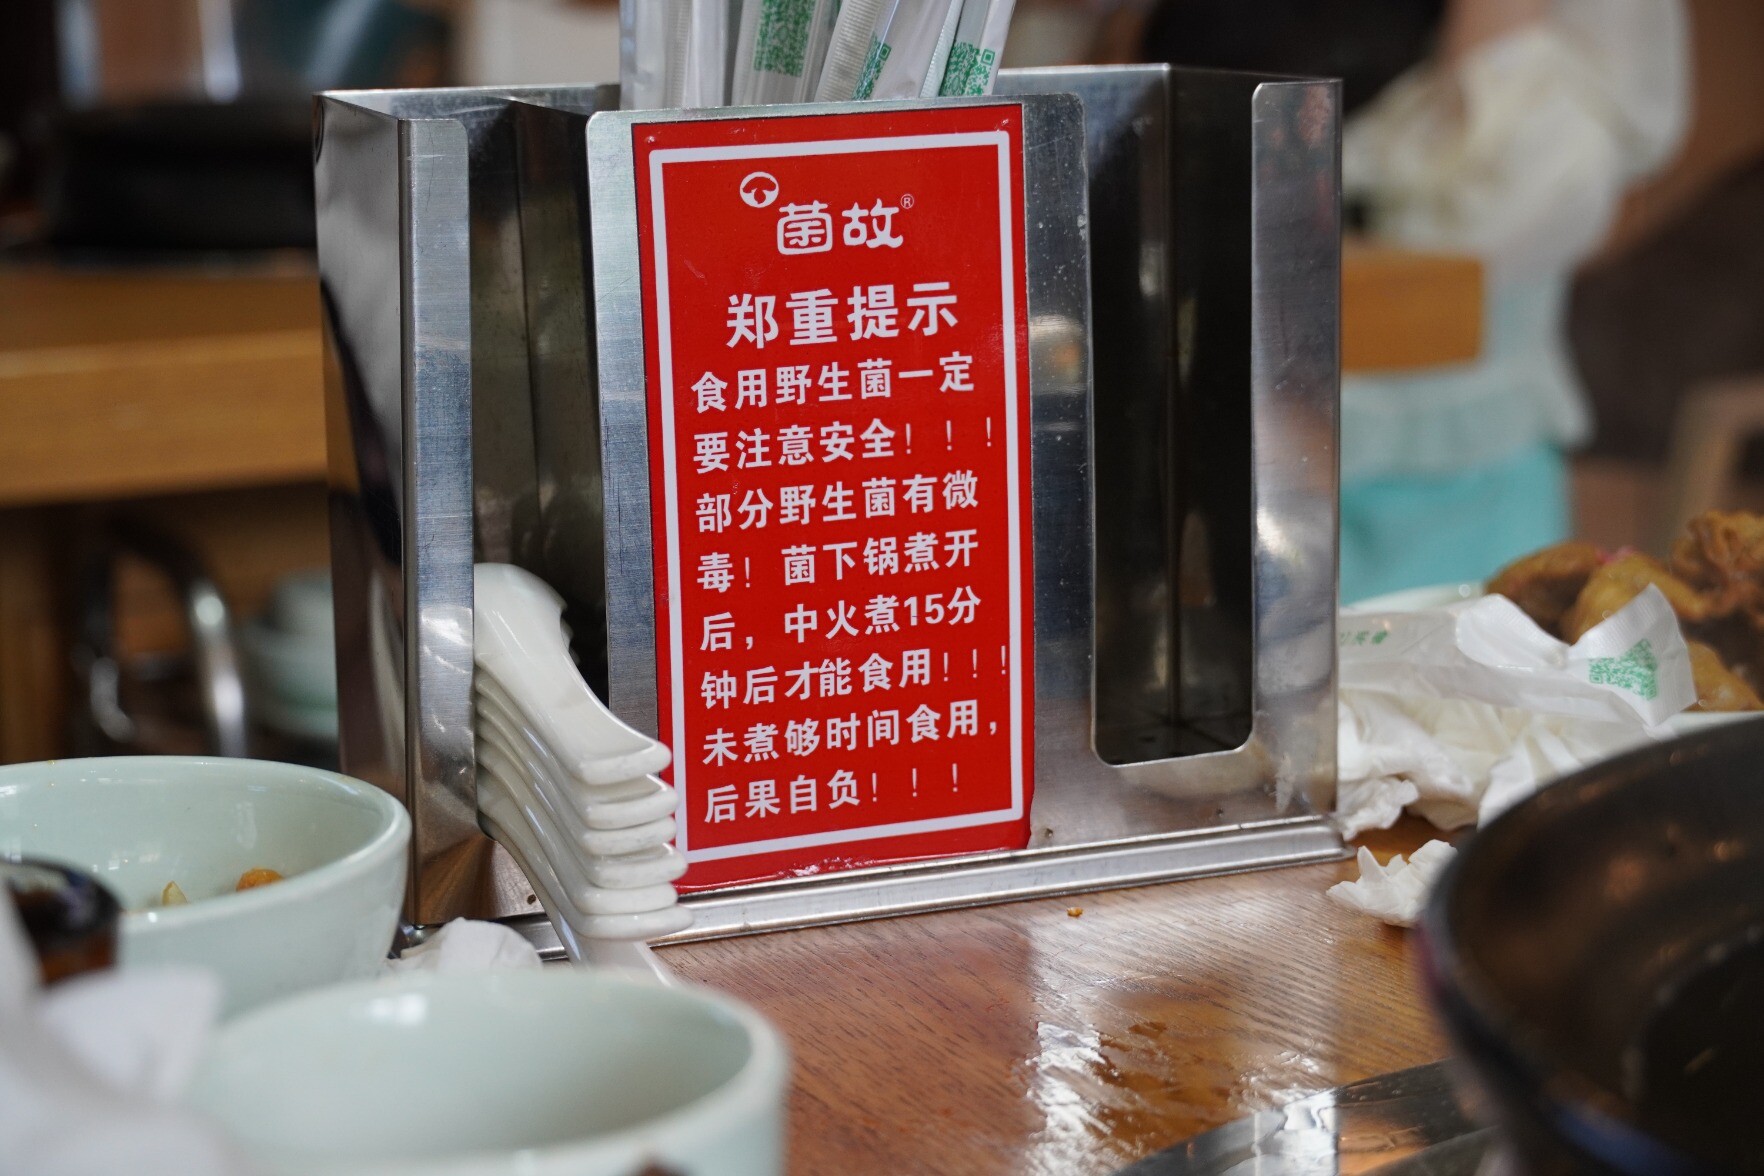 菌故®
郑重提示
食用野生菌一定
要注意安全！！！
部分野生菌有微
毒！菌下锅煮开
后，中火煮15分
钟后才能食用！！！
未煮够时间食用，
后果自负！！！